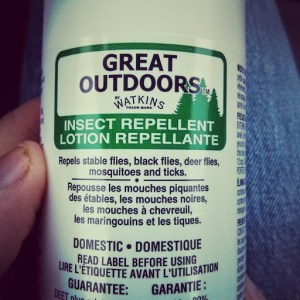 GREAT
OUTDOORS™
BY WATKINS
TRADE MARK
INSECT REPELLENT
LOTION REPELLANTE
Repels stable flies, black flies, deer flies,
mosquitoes and ticks.
Repousse les mouches piquantes
des étables, les mouches noires,
les mouches à chevreuil,
les maringouins et les tiques.
DOMESTIC • DOMESTIQUE
READ LABEL BEFORE USING
LIRE L'ÉTIQUETTE AVANT L'UTILISATION
GUARANTEE: GARANTIE :
DEET